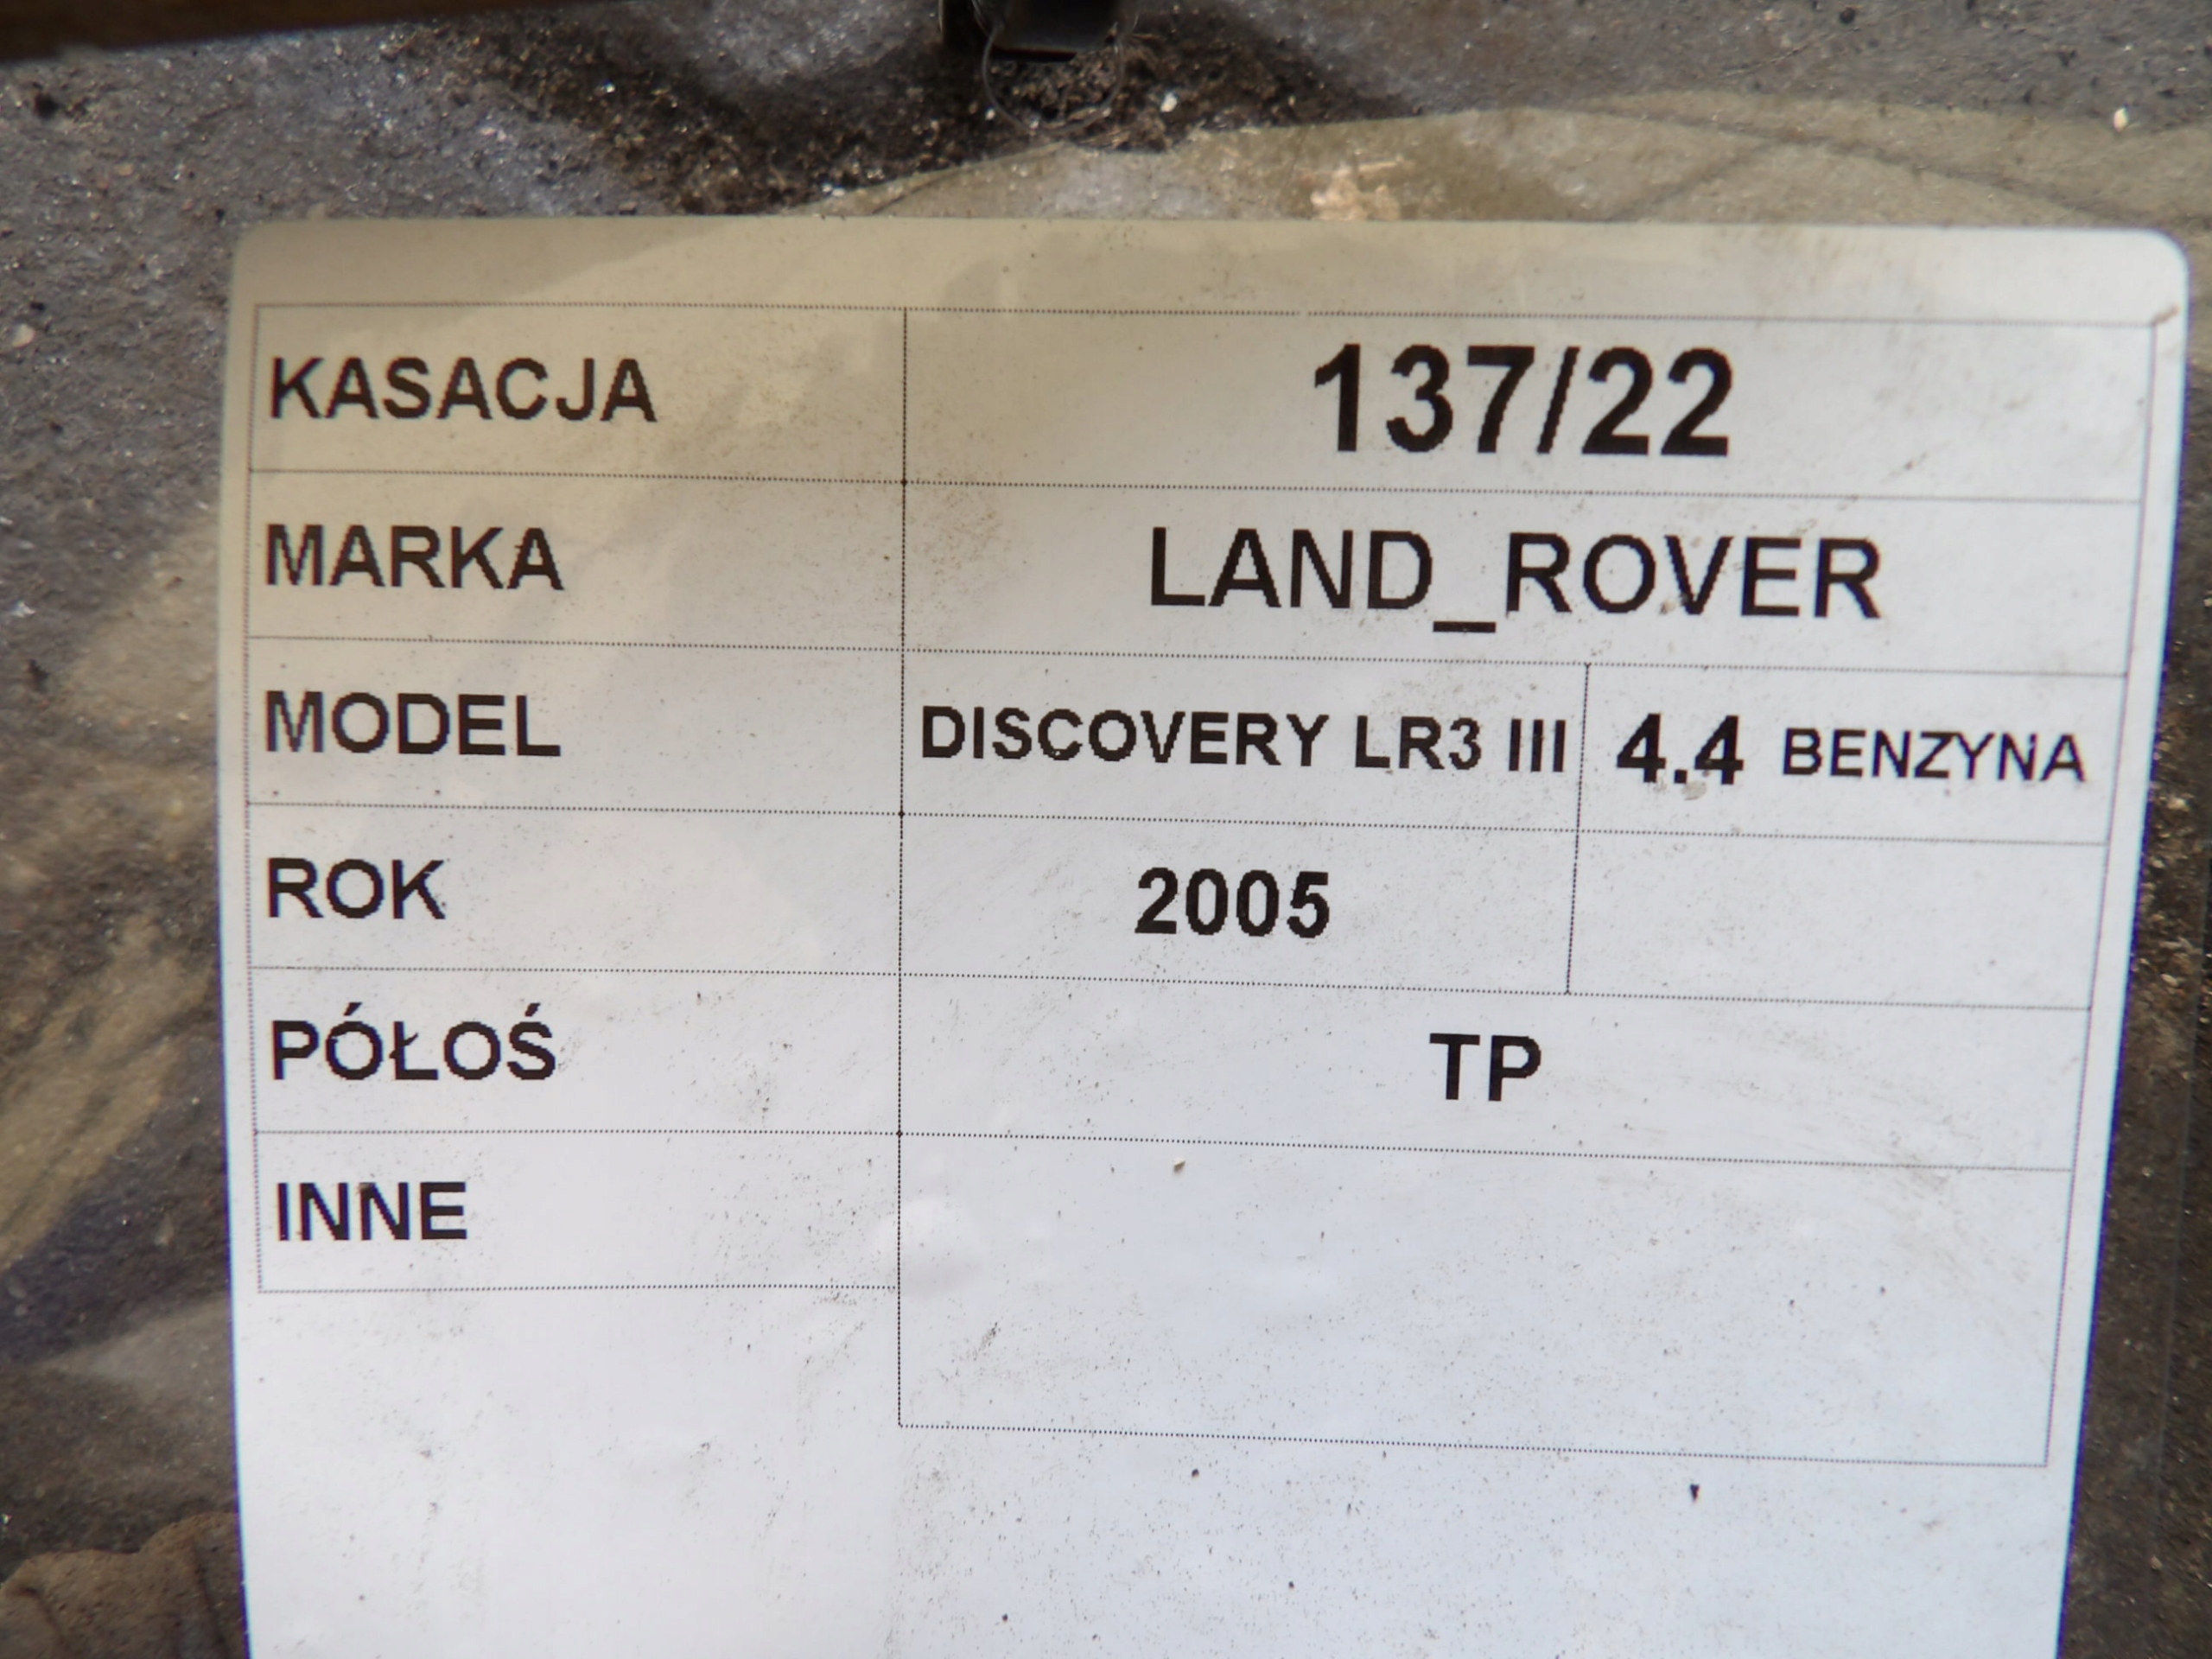 KASACJA 137/22
MARKA LAND_ROVER
MODEL DISCOVERY LR3 III 4.4 BENZYNA
ROK 2005
PÓŁOŚ TP
INNE